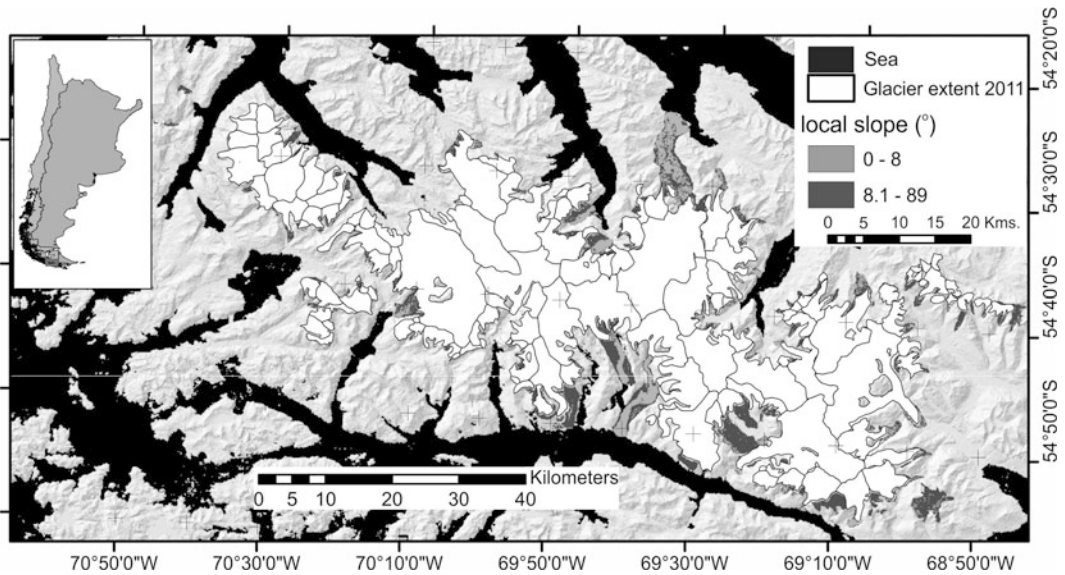 Sea
Glacier extent 2011
local slope (°)
0 - 8
8.1 - 89
0 5 10 15 20 Kms.
54°20'0"S
54°30'0"S
54°40'0"S
54°50'0"S
Kilometers
0 5 10 20 30 40
70°50'0"W 70°30'0"W 70°10'0"W 69°50'0"W 69°30'0"W 69°10'0"W 68°50'0"W